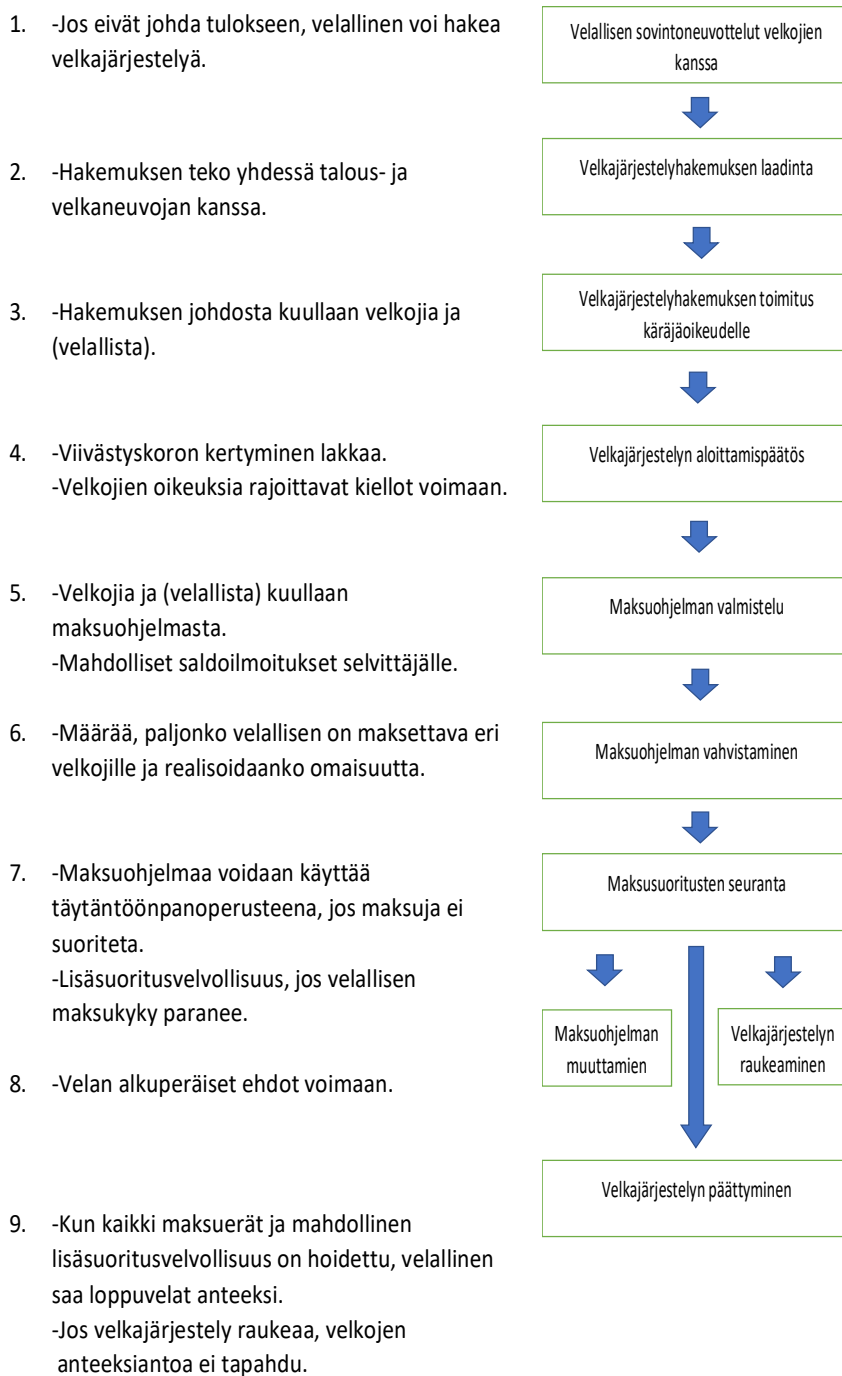 1. -Jos eivät johda tulokseen, velallinen voi hakea
velkajärjestelyä.
Velallisen sovintoneuvottelut velkojien
kanssa
2. -Hakemuksen teko yhdessä talous- ja
velkaneuvojan kanssa.
Velkajärjestelyhakemuksen laadinta
3. -Hakemuksen johdosta kuullaan velkojia ja
(velallista).
Velkajärjestelyhakemuksen toimitus
käräjäoikeudelle
4. -Viivästyskoron kertyminen lakkaa.
-Velkojien oikeuksia rajoittavat kiellot voimaan.
Velkajärjestelyn aloittamispäätös
5. -Velkojia ja (velallista) kuullaan
maksuohjelmasta.
-Mahdolliset saldoilmoitukset selvittäjälle.
Maksuohjelman valmistelu
6. -Määrää, paljonko velallisen on maksettava eri
velkojille ja realisoidaanko omaisuutta.
Maksuohjelman vahvistaminen
7. -Maksuohjelmaa voidaan käyttää
täytäntöönpanoperusteena, jos maksuja ei
suoriteta.
-Lisäsuoritusvelvollisuus, jos velallisen
maksukyky paranee.
Maksusuoritusten seuranta
Maksuohjelman
muuttamien
Velkajärjestelyn
raukeaminen
8. -Velan alkuperäiset ehdot voimaan.
Velkajärjestelyn päättyminen
9. -Kun kaikki maksuerät ja mahdollinen
lisäsuoritusvelvollisuus on hoidettu, velallinen
saa loppuvelat anteeksi.
-Jos velkajärjestely raukeaa, velkojen
anteeksiantoa ei tapahdu.